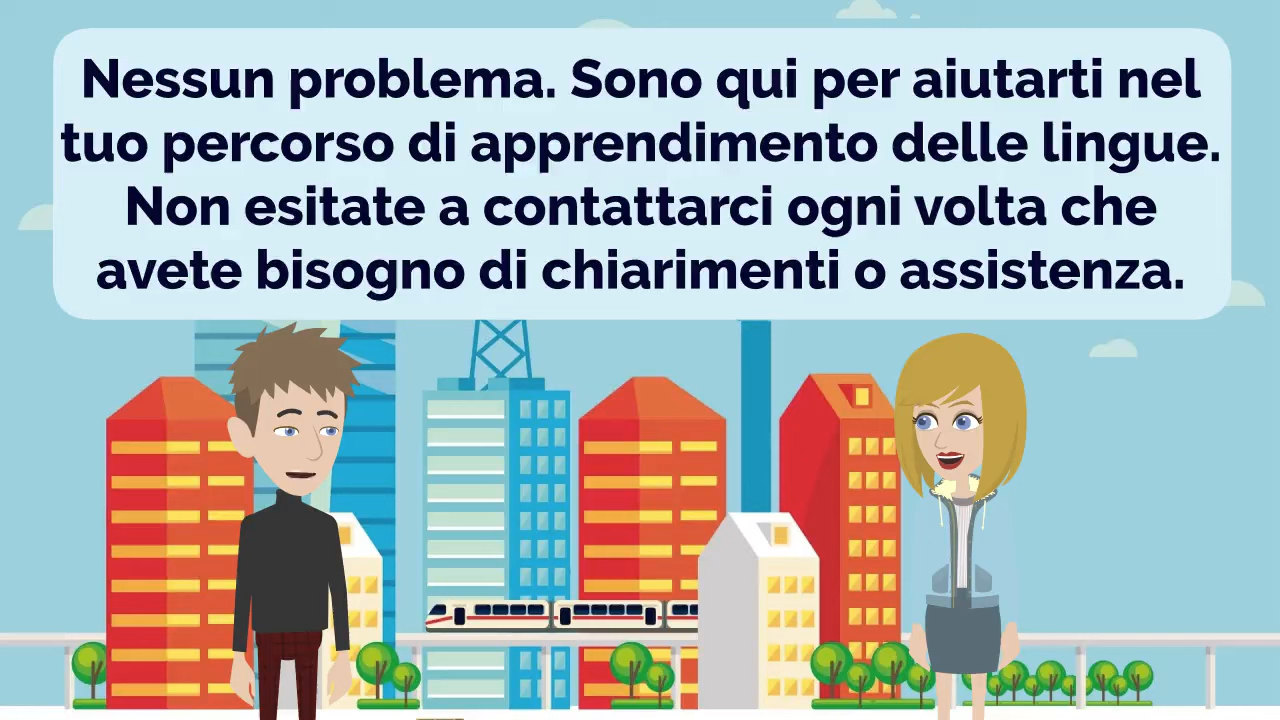 Nessun problema. Sono qui per aiutarti nel
tuo percorso di apprendimento delle lingue.
Non esitate a contattarci ogni volta che
avete bisogno di chiarimenti o assistenza.